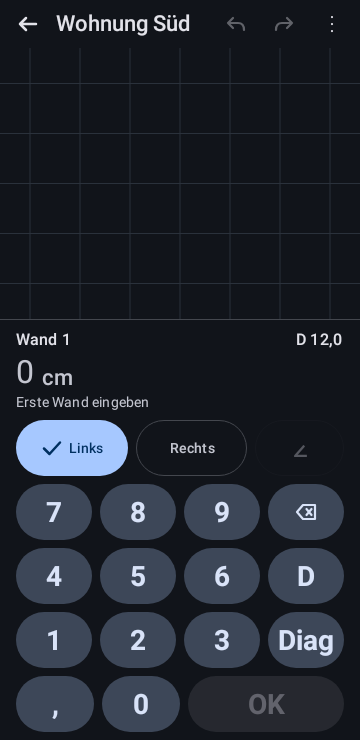 Wohnung Süd
Wand 1 D 12,0
0 cm
Erste Wand eingeben
Links Rechts
7 8 9
4 5 6 D
1 2 3 Diag
, 0 OK